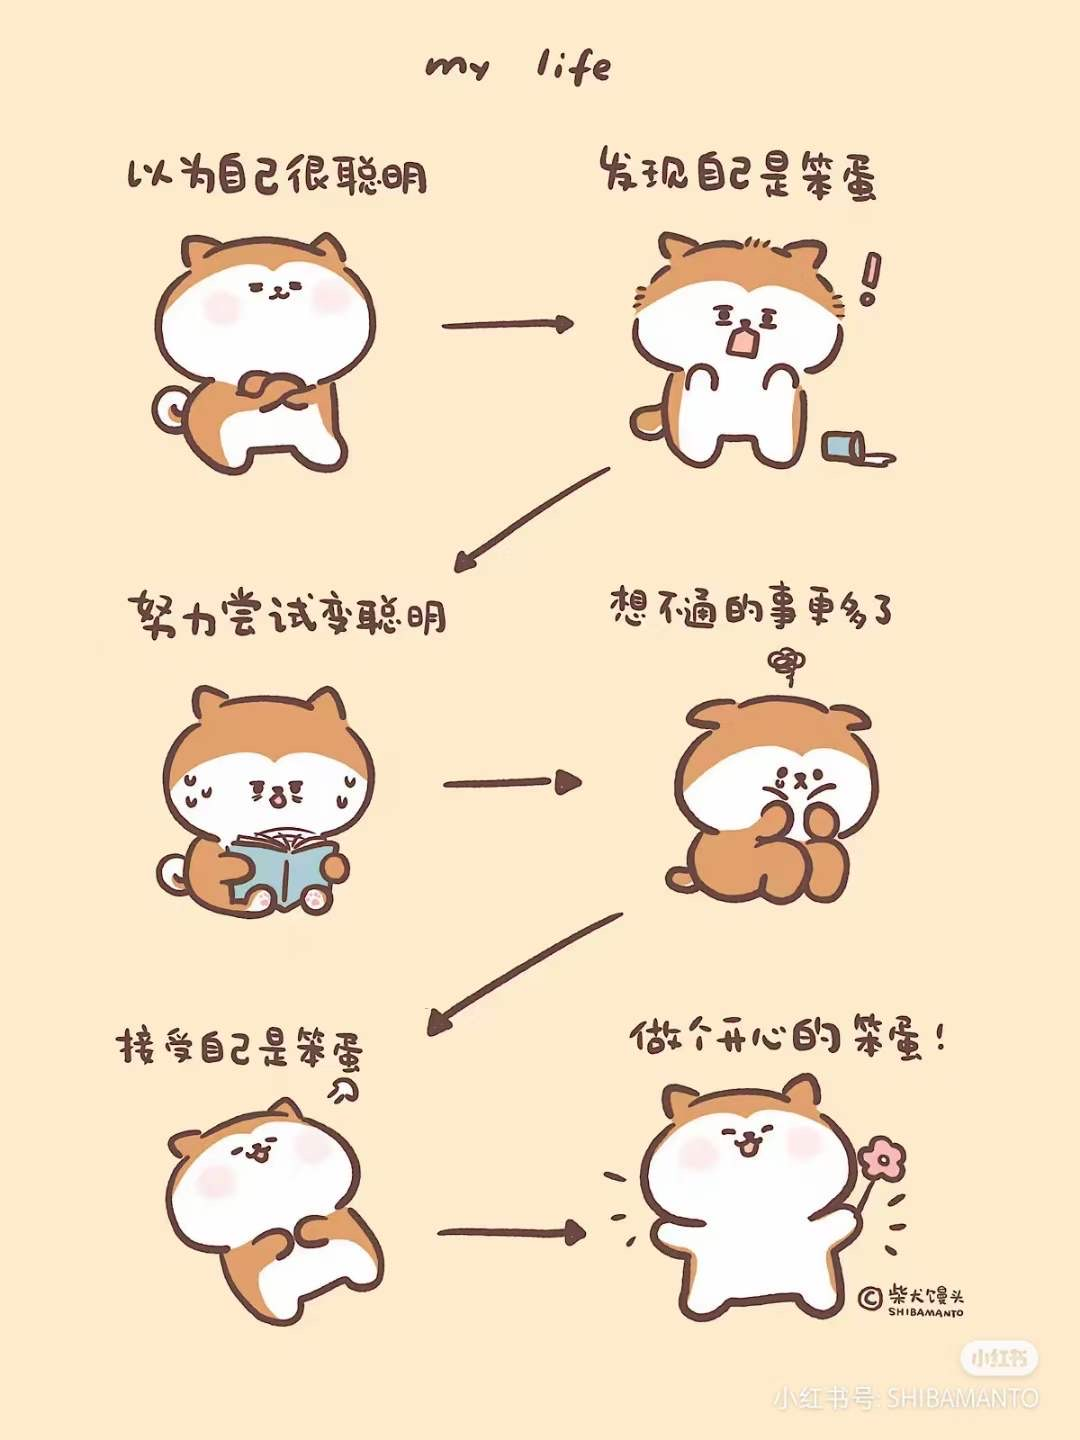 my life
以为自己很聪明
发现自己是笨蛋
努力尝试变聪明
想不通的事更多了
接受自己是笨蛋
做个开心的笨蛋!
©柴犬馒头
SHIBAMANTO
小红书
小红书号: SHIBAMANTO